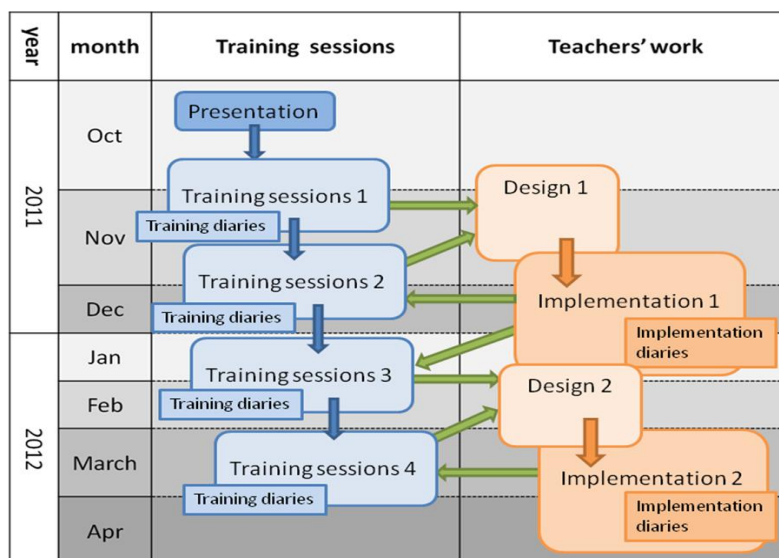 year
month
Training sessions
Teachers' work
2011
Oct
Presentation
Training sessions 1
Training diaries
Design 1
Nov
Training sessions 2
Training diaries
Dec
Implementation 1
Implementation
diaries
2012
Jan
Training sessions 3
Training diaries
Design 2
Feb
March
Training sessions 4
Training diaries
Implementation 2
Implementation
diaries
Apr